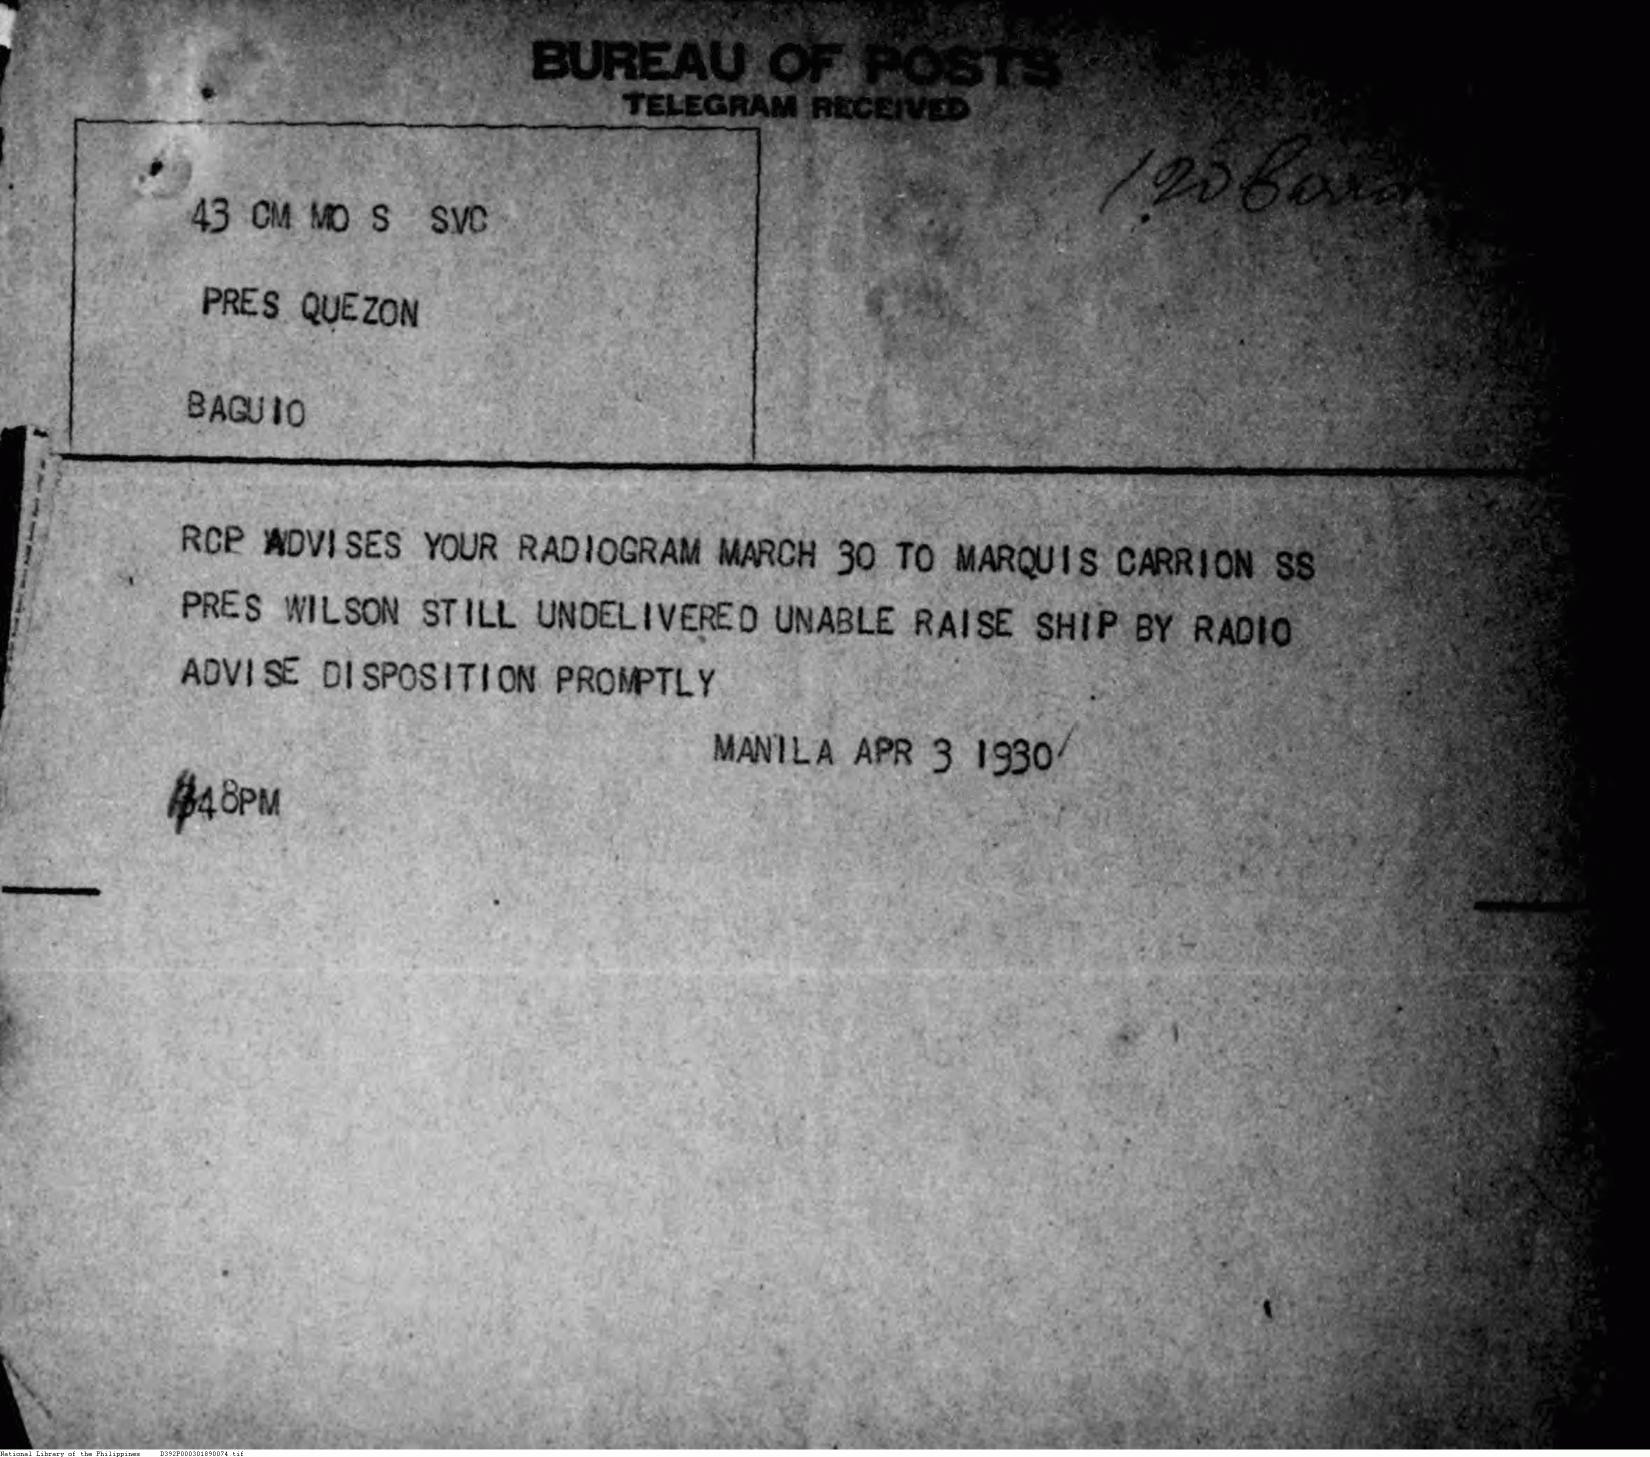 BUREAU OF POSTS
TELEGRAM RECEIVED
43 CM MO S SVC
PRES QUEZON
BAGUIO
RCP ADVISES YOUR RADIOGRAM MARCH 30 TO MARQUIS CARRION SS
PRES WILSON STILL UNDELIVERED UNABLE RAISE SHIP BY RADIO
ADVISE DISPOSITION PROMPTLY
MANILA APR 3 1930
48PM
National Library of the Philippines D392P000301890074.tif